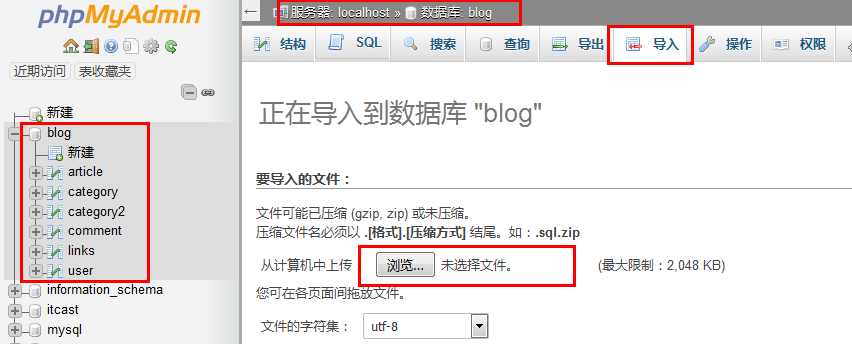 phpMyAdmin
近期访问 表收藏夹
新建
blog
新建
article
category
category2
comment
links
user
information_schema
itcast
mysql
服务器: localhost » 数据库: blog
结构 SQL 搜索 查询 导出 导入 操作 权限
正在导入到数据库 "blog"
要导入的文件：
文件可能已压缩 (gzip, zip) 或未压缩。
压缩文件名必须以 .[格式].[压缩方式] 结尾。如：.sql.zip
从计算机中上传 浏览... 未选择文件。 (最大限制：2,048 KB)
您可在各页面间拖放文件。
文件的字符集： utf-8